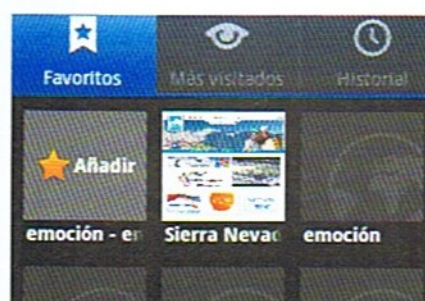 Favoritos
Más visitados
Historial
Añadir
emoción - en
Sierra Nevad
emoción